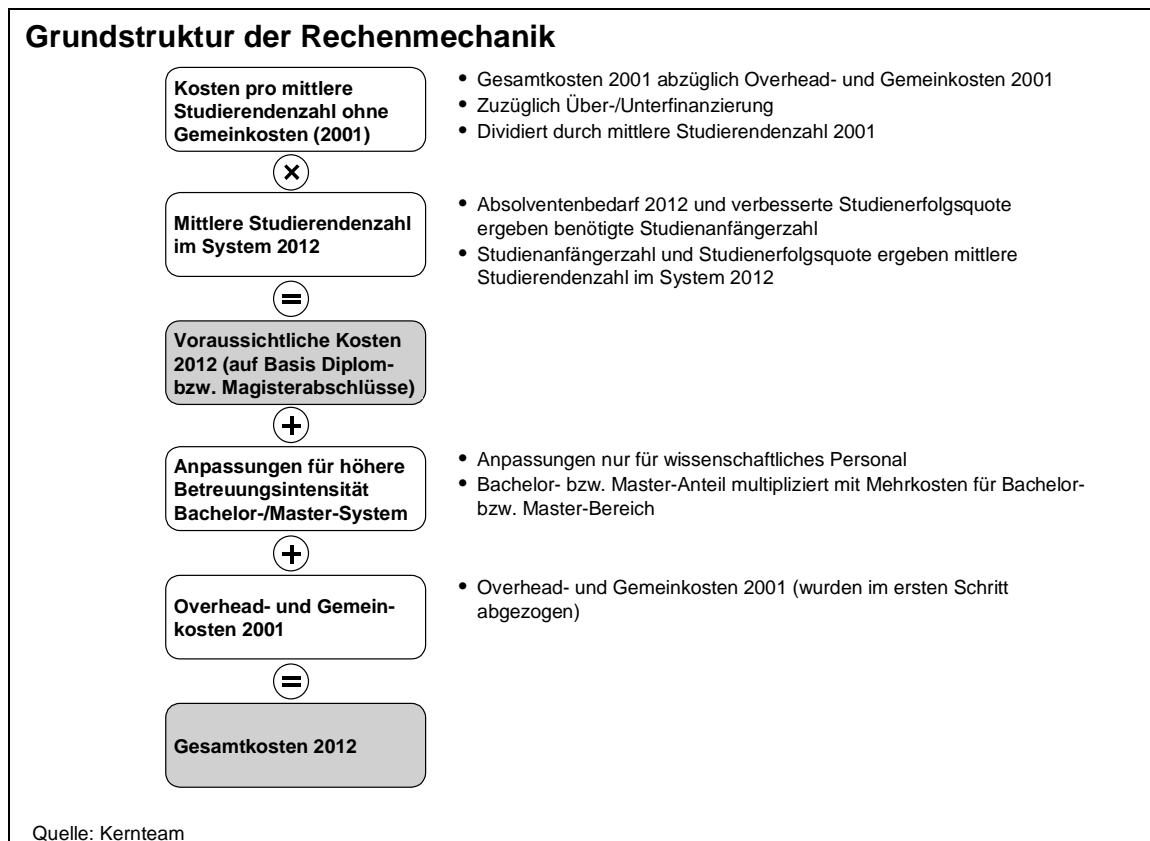 Grundstruktur der Rechenmechanik
Kosten pro mittlere
Studierendenzahl ohne
Gemeinkosten (2001)
• Gesamtkosten 2001 abzüglich Overhead- und Gemeinkosten 2001
• Zuzüglich Über-/Unterfinanzierung
• Dividiert durch mittlere Studierendenzahl 2001
×
Mittlere Studierendenzahl
im System 2012
• Absolventenbedarf 2012 und verbesserte Studienerfolgsquote
ergeben benötigte Studienanfängerzahl
• Studienanfängerzahl und Studienerfolgsquote ergeben mittlere
Studierendenzahl im System 2012
=
Voraussichtliche Kosten
2012 (auf Basis Diplom-
bzw. Magisterabschlüsse)
+
Anpassungen für höhere
Betreuungsintensität
Bachelor-/Master-System
• Anpassungen nur für wissenschaftliches Personal
• Bachelor- bzw. Master-Anteil multipliziert mit Mehrkosten für Bachelor-
bzw. Master-Bereich
+
Overhead- und Gemein-
kosten 2001
• Overhead- und Gemeinkosten 2001 (wurden im ersten Schritt
abgezogen)
=
Gesamtkosten 2012
Quelle: Kernteam